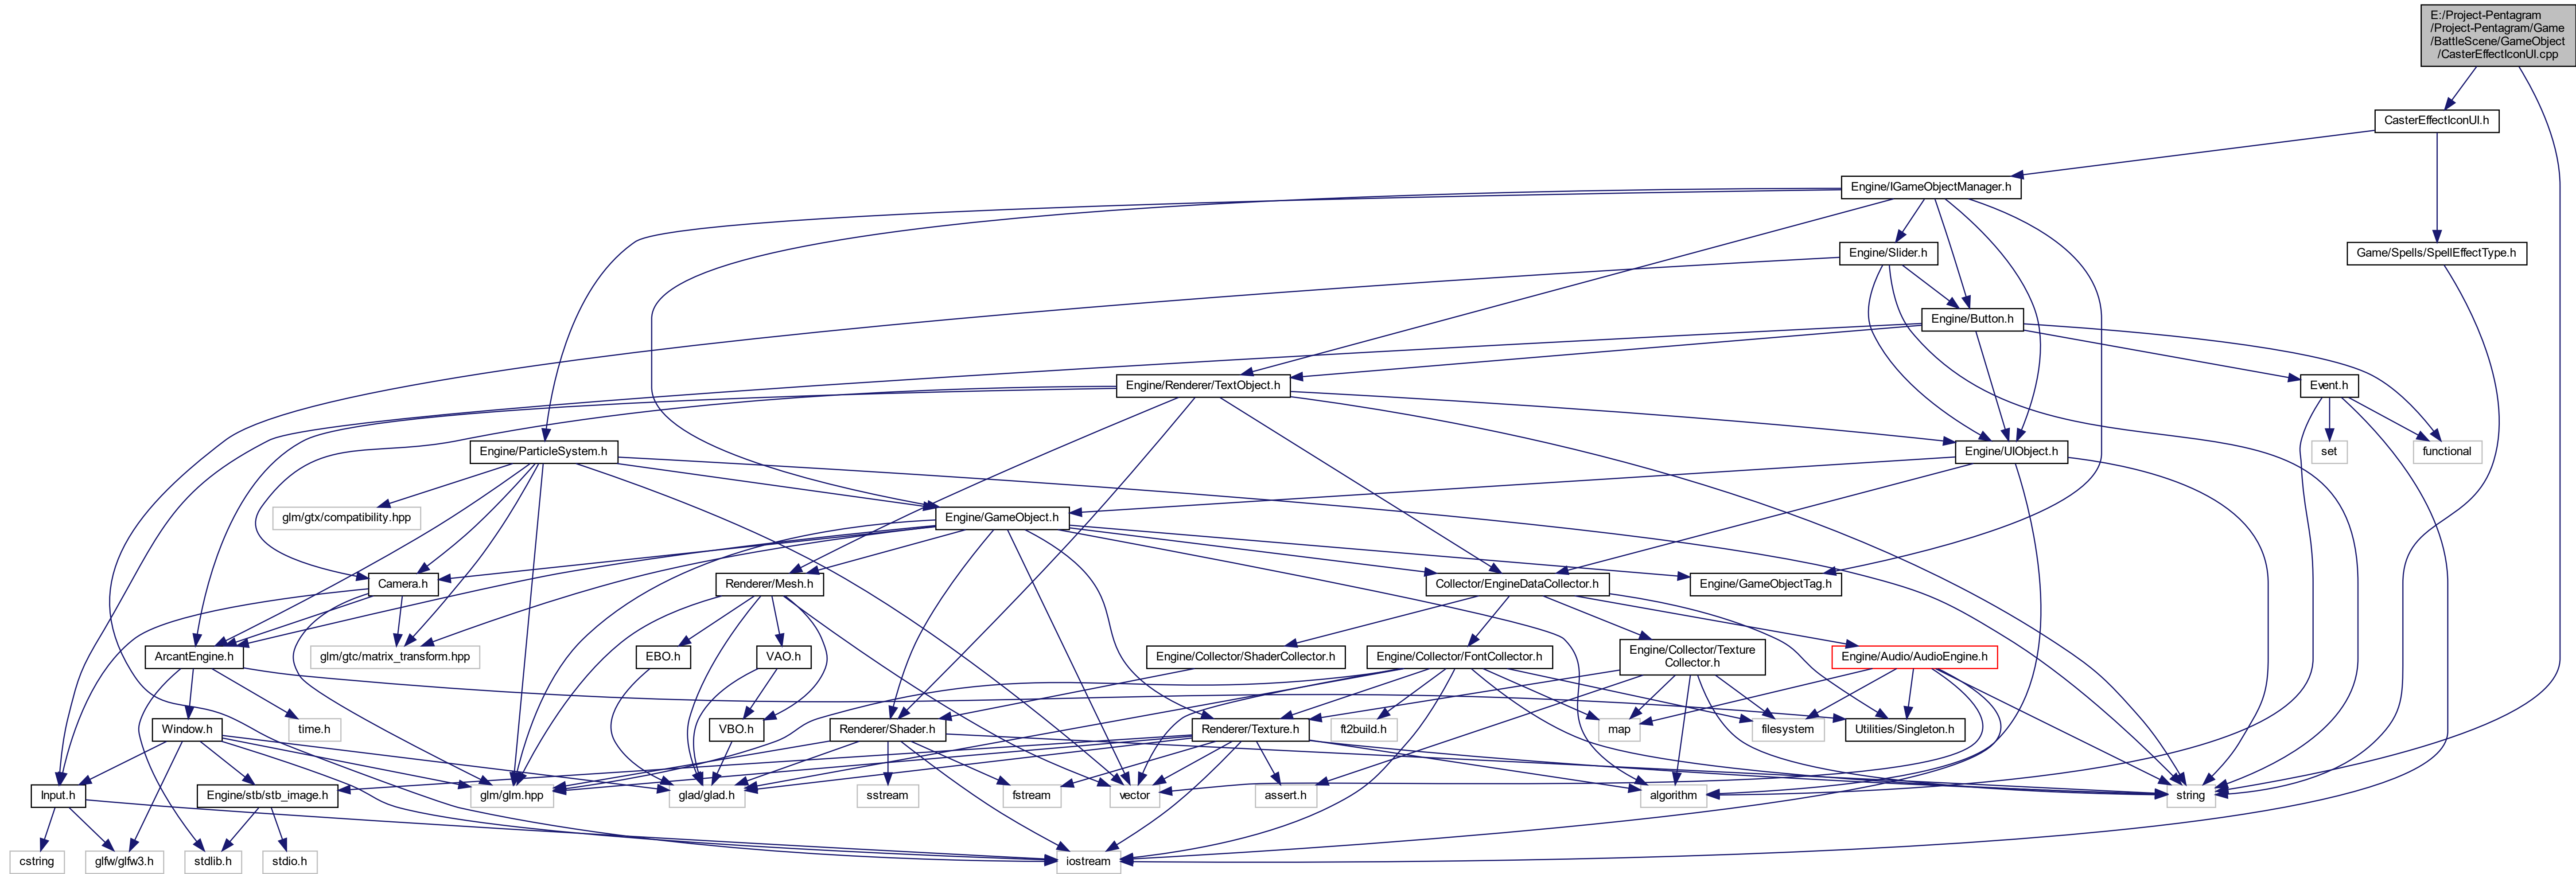 E:/Project-Pentagram
/Project-Pentagram/Game
/BattleScene/GameObject
/CasterEffectIconUI.cpp
CasterEffectIconUI.h
Engine/IGameObjectManager.h
Engine/Slider.h
Game/Spells/SpellEffectType.h
Engine/Button.h
Engine/Renderer/TextObject.h
Event.h
Engine/ParticleSystem.h
Engine/UIObject.h
set
functional
glm/gtx/compatibility.hpp
Engine/GameObject.h
Camera.h
Renderer/Mesh.h
Collector/EngineDataCollector.h
Engine/GameObjectTag.h
ArcantEngine.h
glm/gtc/matrix_transform.hpp
EBO.h
VAO.h
Engine/Collector/ShaderCollector.h
Engine/Collector/FontCollector.h
Engine/Collector/Texture
Collector.h
Engine/Audio/AudioEngine.h
Window.h
time.h
VBO.h
Renderer/Shader.h
Renderer/Texture.h
ft2build.h
map
filesystem
Utilities/Singleton.h
Input.h
Engine/stb/stb_image.h
glm/glm.hpp
glad/glad.h
sstream
fstream
vector
assert.h
algorithm
string
cstring
glfw/glfw3.h
stdlib.h
stdio.h
iostream